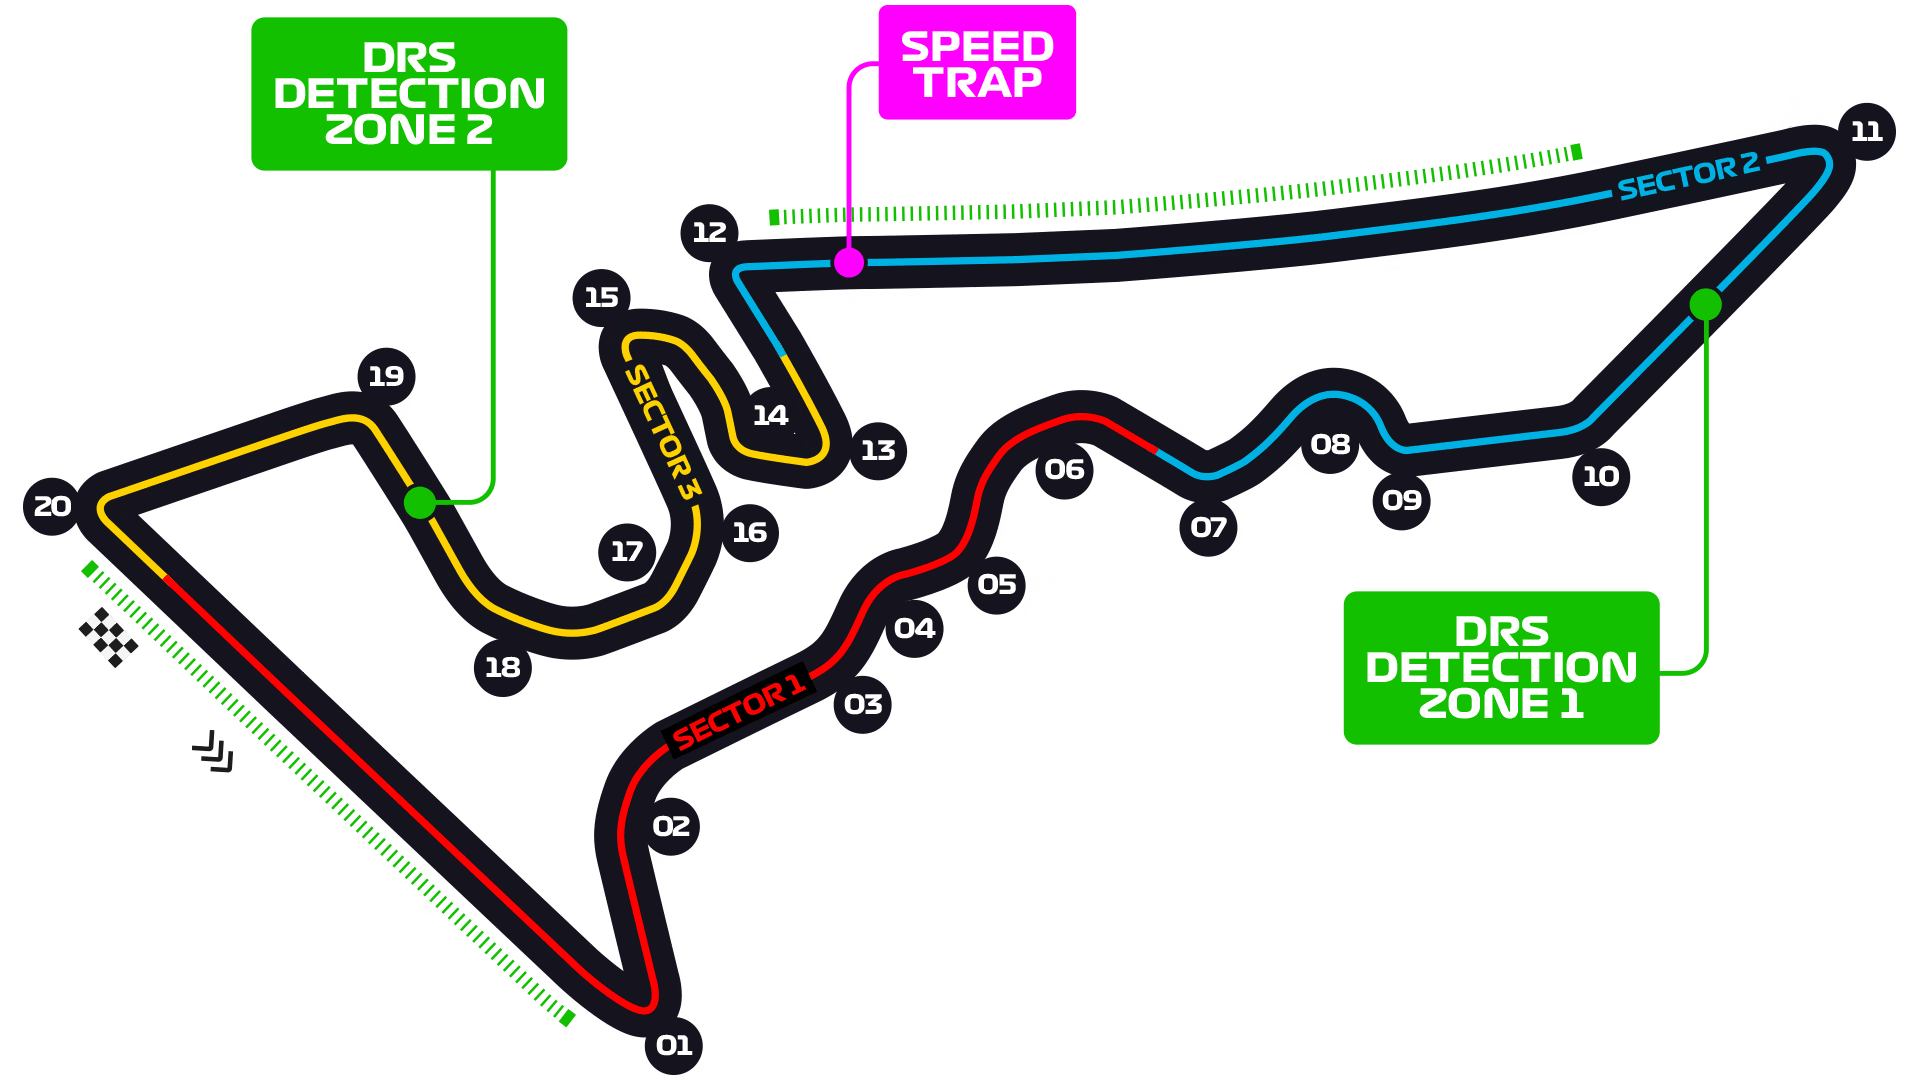 DRS
DETECTION
ZONE 2
SPEED
TRAP
11
SECTOR 2
12
15
19
SECTOR 3
14
13
08
06
10
20
09
07
16
17
05
04
DRS
DETECTION
ZONE 1
18
SECTOR 1
03
02
01